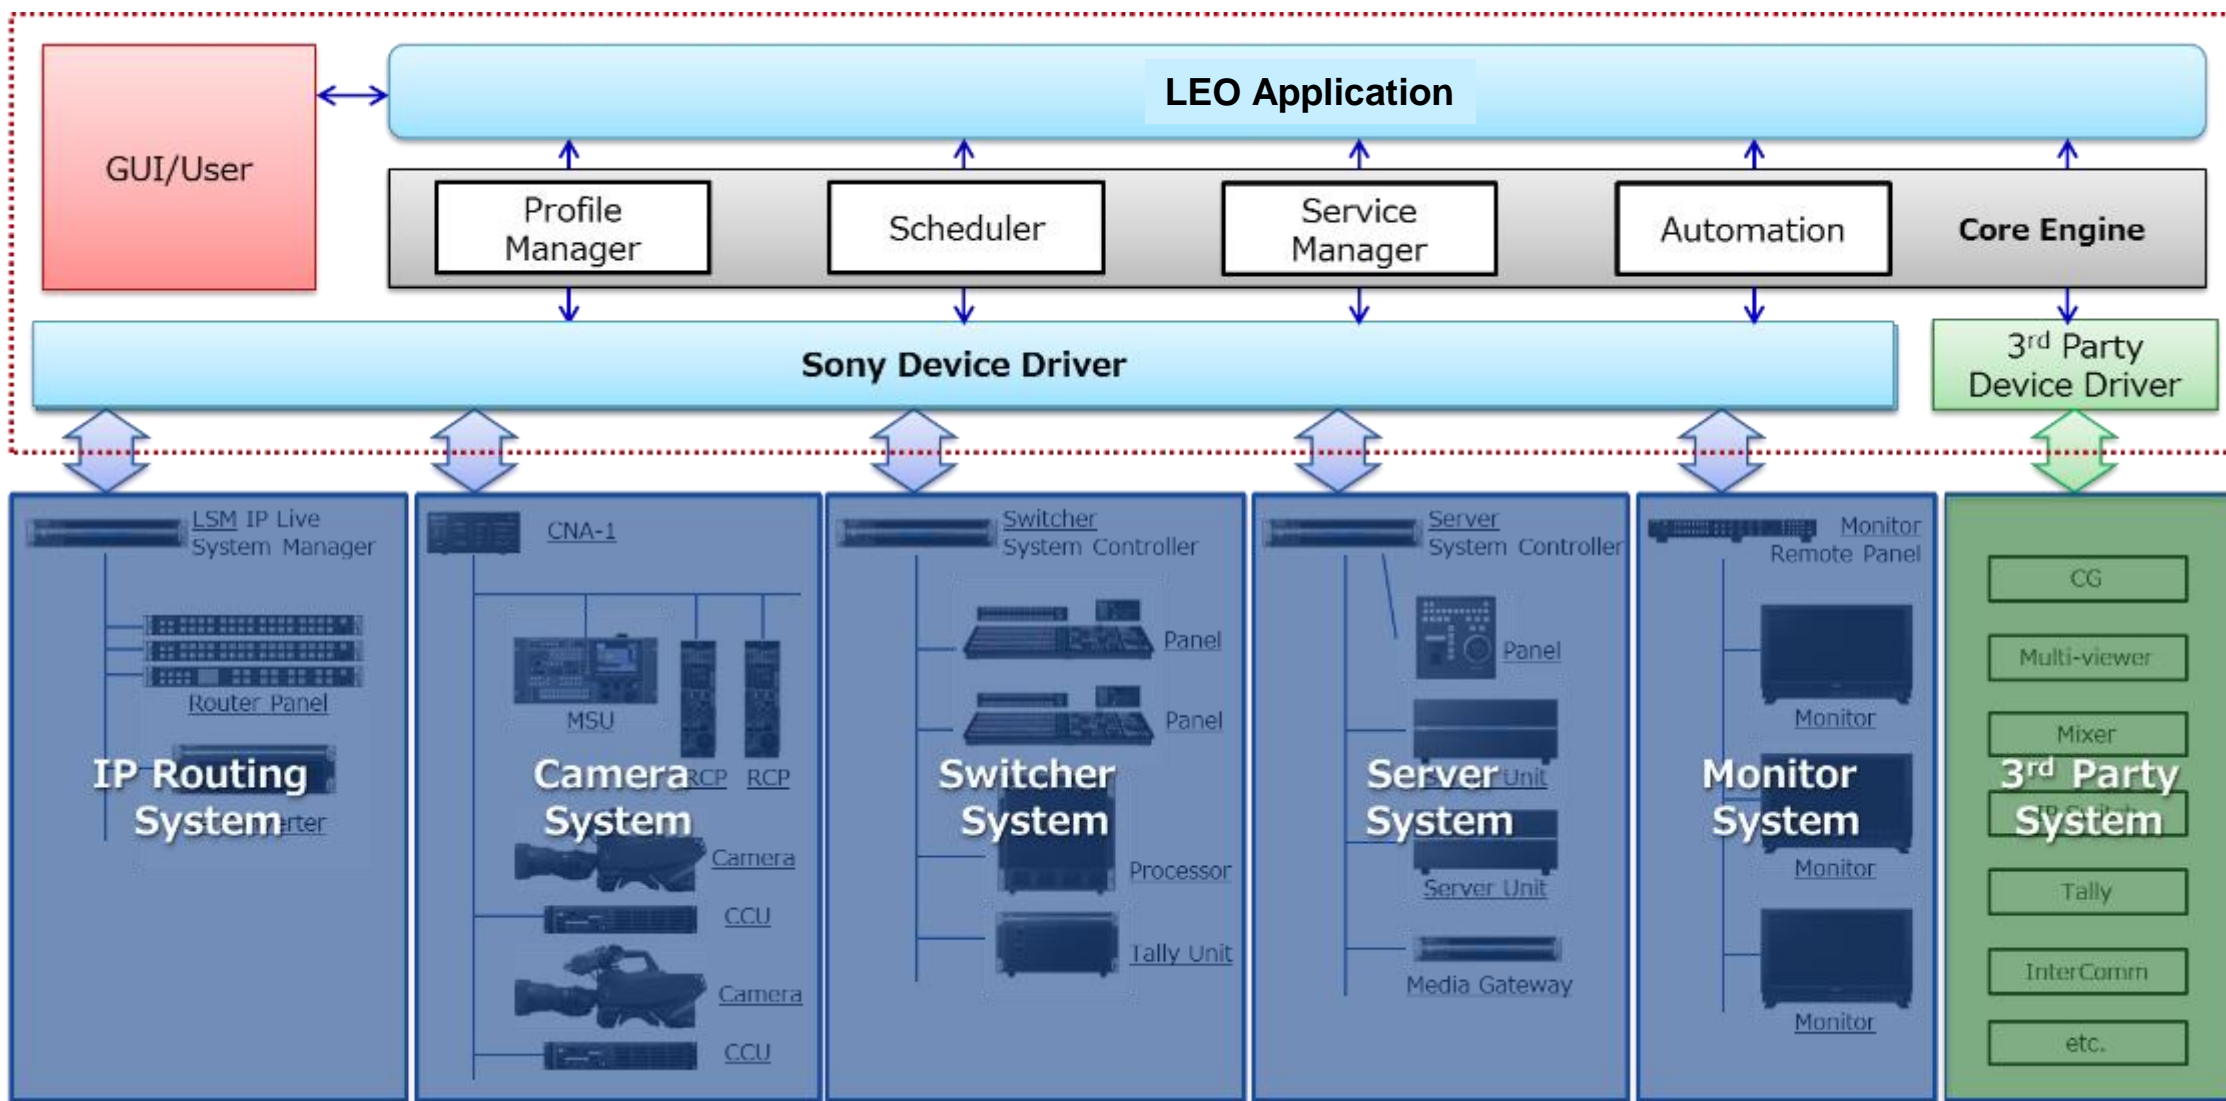 LEO Application
GUI/User
Profile
Manager
Scheduler
Service
Manager
Automation
Core Engine
Sony Device Driver
3rd Party
Device Driver
LSM IP Live
System Manager
Router Panel
IP Routing
System
CNA-1
MSU
RCP
RCP
Camera
System
Camera
CCU
Camera
CCU
Switcher
System Controller
Panel
Panel
Switcher
System
Processor
Tally Unit
Server
System Controller
Panel
Unit
Server
System
Server Unit
Media Gateway
Monitor
Remote Panel
Monitor
Monitor
System
Monitor
Monitor
CG
Multi-viewer
Mixer
3rd Party
System
Tally
InterComm
etc.